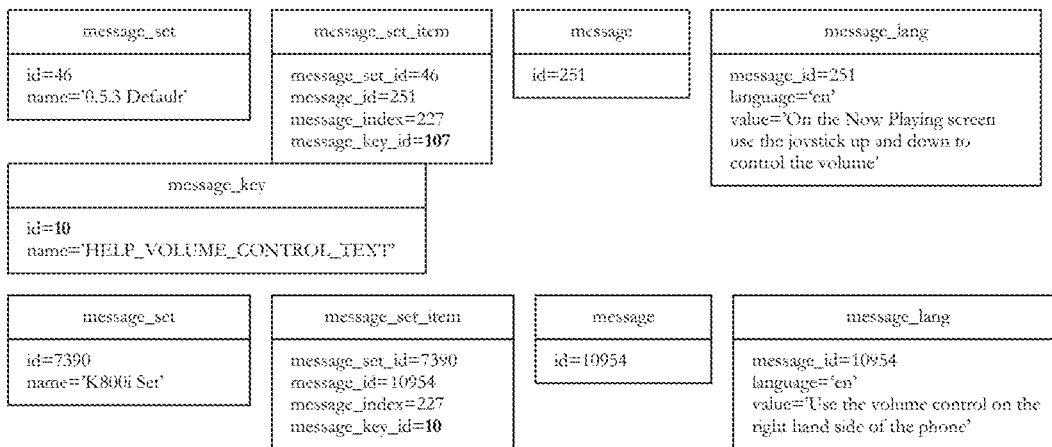 message_set
id=46
name='0.5.3 Default'
message_set_item
message_set_id=46
message_id=251
message_index=227
message_key_id=107
message
id=251
message_lang
message_id=251
language='en'
value='On the Now Playing screen
use the joystick up and down to
control the volume'
message_key
id=10
name='HELP_VOLUME_CONTROL_TEXT'
message_set
id=7390
name='K800i Set'
message_set_item
message_set_id=7390
message_id=10954
message_index=227
message_key_id=10
message
id=10954
message_lang
message_id=10954
language='en'
value='Use the volume control on the
right hand side of the phone'